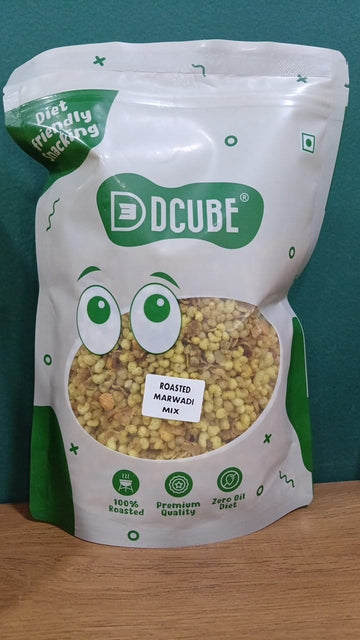 Diet
friendly
Snacking
DCUBE®
ROASTED
MARWADI
MIX
100%
Roasted
Premium
Quality
Zero Oil
Diet